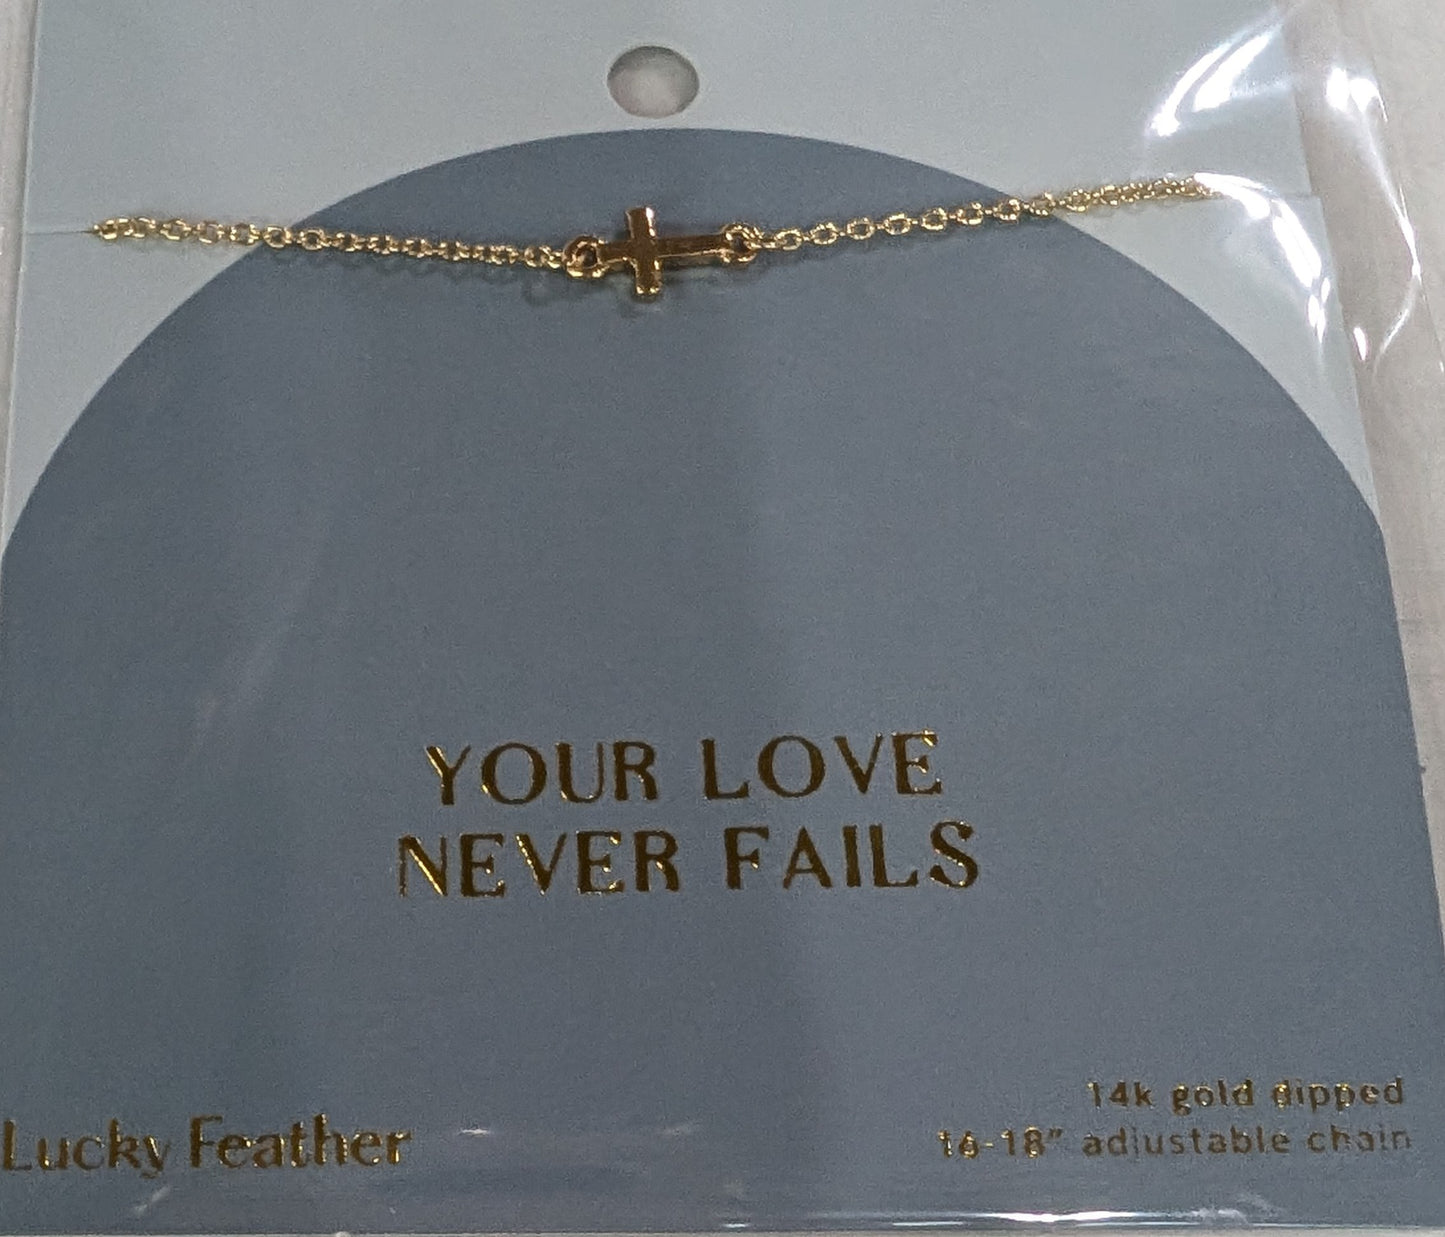 YOUR LOVE
NEVER FAILS
Lucky Feather
14k gold dipped
16-18" adjustable chain